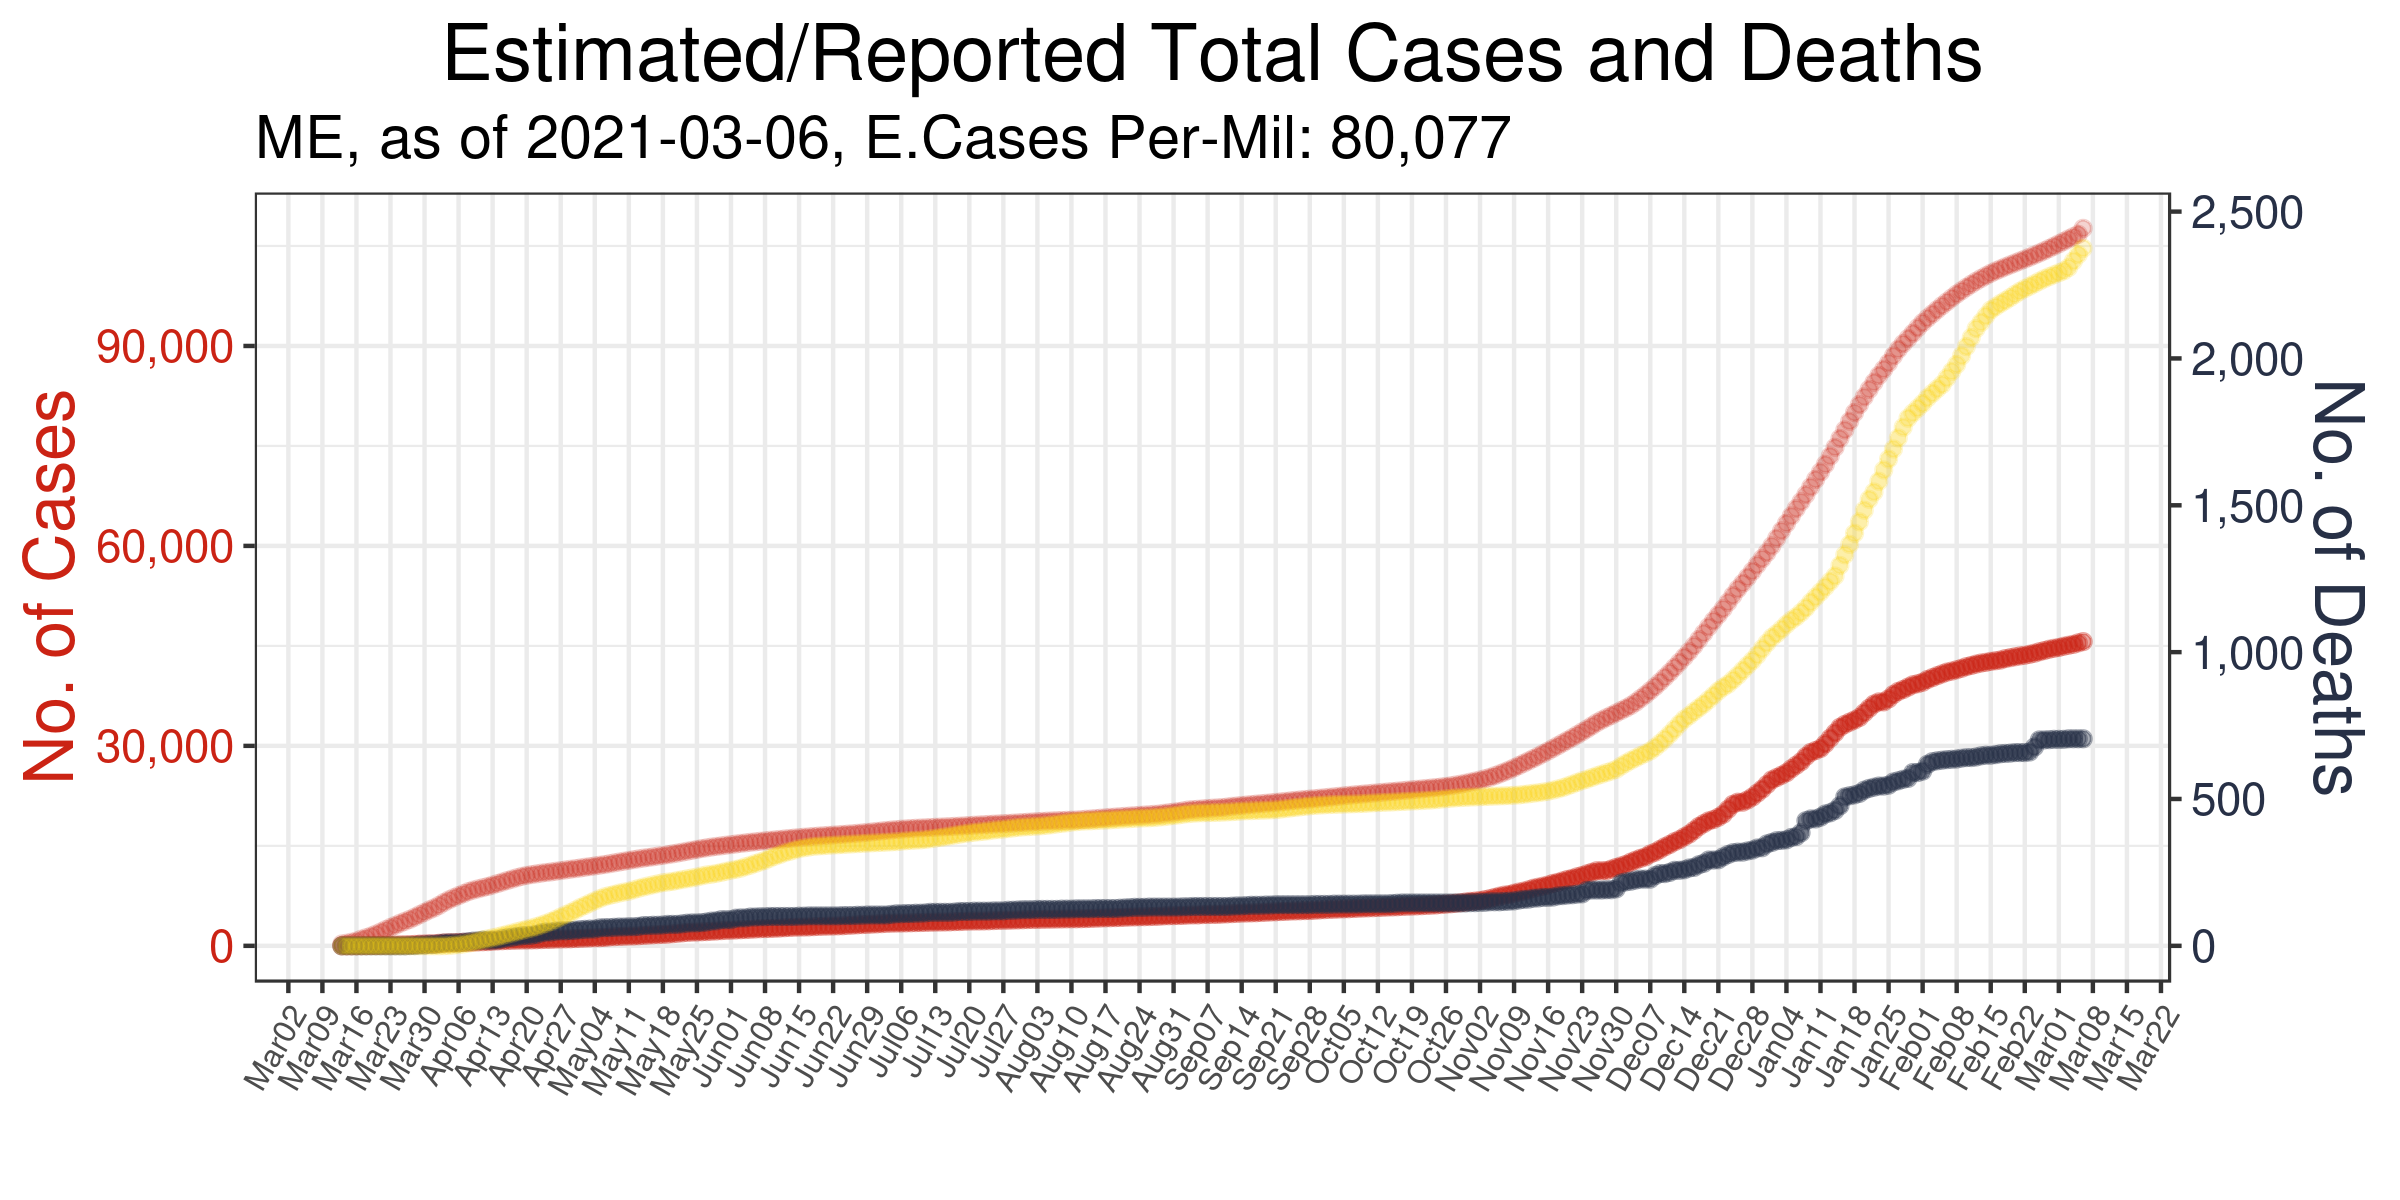 Estimated/Reported Total Cases and Deaths
ME, as of 2021-03-06, E.Cases Per-Mil: 80,077
No. of Cases
90,000
60,000
30,000
0
2,500
2,000
1,500
1,000
500
0
No. of Deaths
Mar02
Mar09
Mar16
Mar23
Mar30
Apr06
Apr13
Apr20
Apr27
May04
May11
May18
May25
Jun01
Jun08
Jun15
Jun22
Jun29
Jul06
Jul13
Jul20
Jul27
Aug03
Aug10
Aug17
Aug24
Aug31
Sep07
Sep14
Sep21
Sep28
Oct05
Oct12
Oct19
Oct26
Nov02
Nov09
Nov16
Nov23
Nov30
Dec07
Dec14
Dec21
Dec28
Jan04
Jan11
Jan18
Jan25
Feb01
Feb08
Feb15
Feb22
Mar01
Mar08
Mar15
Mar22